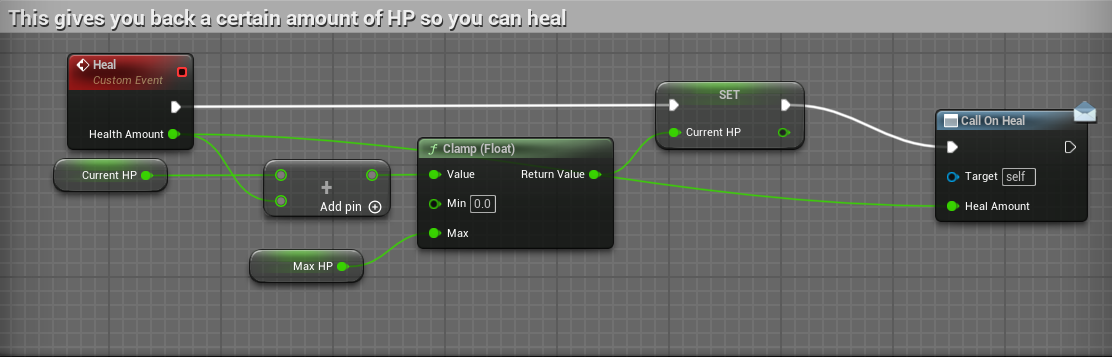 This gives you back a certain amount of HP so you can heal
Heal
Custom Event
Health Amount
Current HP
+
Add pin
Max HP
f Clamp (Float)
Value
Return Value
Min 0.0
Max
SET
Current HP
Call On Heal
Target self
Heal Amount